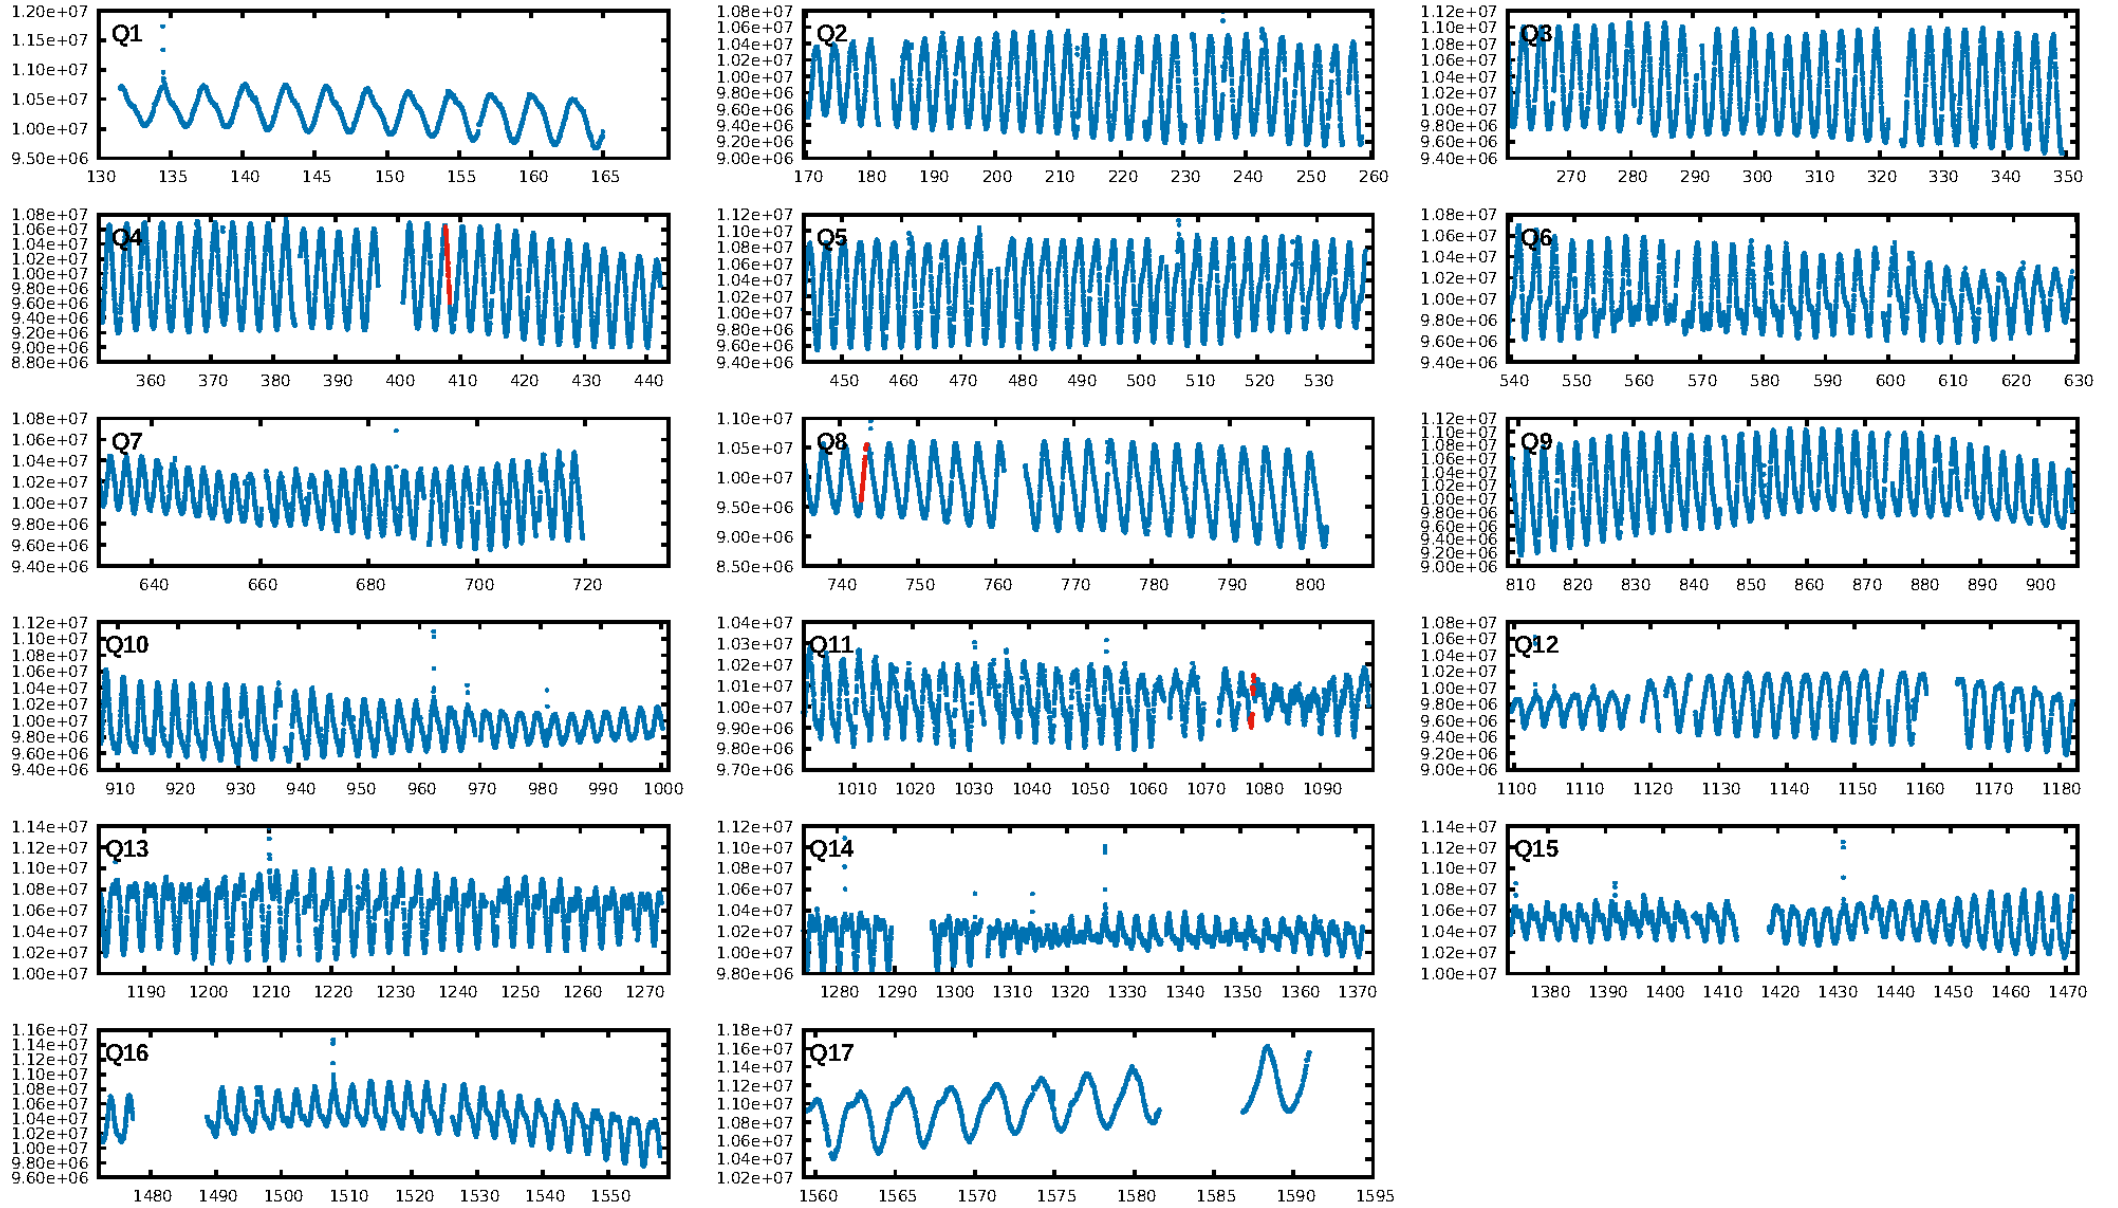 Q1
1.20e+07
1.15e+07
1.10e+07
1.05e+07
1.00e+07
9.50e+06
130 135 140 145 150 155 160 165
Q2
1.08e+07
1.06e+07
1.04e+07
1.02e+07
1.00e+07
9.80e+06
9.60e+06
9.40e+06
9.20e+06
9.00e+06
170 180 190 200 210 220 230 240 250 260
Q3
1.12e+07
1.10e+07
1.08e+07
1.06e+07
1.04e+07
1.02e+07
1.00e+07
9.80e+06
9.60e+06
9.40e+06
270 280 290 300 310 320 330 340 350
Q4
1.08e+07
1.06e+07
1.04e+07
1.02e+07
1.00e+07
9.80e+06
9.60e+06
9.40e+06
9.20e+06
9.00e+06
8.80e+06
360 370 380 390 400 410 420 430 440
Q5
1.12e+07
1.10e+07
1.08e+07
1.06e+07
1.04e+07
1.02e+07
1.00e+07
9.80e+06
9.60e+06
9.40e+06
450 460 470 480 490 500 510 520 530
Q6
1.08e+07
1.06e+07
1.04e+07
1.02e+07
1.00e+07
9.80e+06
9.60e+06
9.40e+06
540 550 560 570 580 590 600 610 620 630
Q7
1.08e+07
1.06e+07
1.04e+07
1.02e+07
1.00e+07
9.80e+06
9.60e+06
9.40e+06
640 660 680 700 720
Q8
1.10e+07
1.05e+07
1.00e+07
9.50e+06
9.00e+06
8.50e+06
740 750 760 770 780 790 800
Q9
1.12e+07
1.10e+07
1.08e+07
1.06e+07
1.04e+07
1.02e+07
1.00e+07
9.80e+06
9.60e+06
9.40e+06
9.20e+06
9.00e+06
810 820 830 840 850 860 870 880 890 900
Q10
1.12e+07
1.10e+07
1.08e+07
1.06e+07
1.04e+07
1.02e+07
1.00e+07
9.80e+06
9.60e+06
9.40e+06
910 920 930 940 950 960 970 980 990 1000
Q11
1.04e+07
1.03e+07
1.02e+07
1.01e+07
1.00e+07
9.90e+06
9.80e+06
9.70e+06
1010 1020 1030 1040 1050 1060 1070 1080 1090
Q12
1.08e+07
1.06e+07
1.04e+07
1.02e+07
1.00e+07
9.80e+06
9.60e+06
9.40e+06
9.20e+06
9.00e+06
1100 1110 1120 1130 1140 1150 1160 1170 1180
Q13
1.14e+07
1.12e+07
1.10e+07
1.08e+07
1.06e+07
1.04e+07
1.02e+07
1.00e+07
1190 1200 1210 1220 1230 1240 1250 1260 1270
Q14
1.12e+07
1.10e+07
1.08e+07
1.06e+07
1.04e+07
1.02e+07
1.00e+07
9.80e+06
1280 1290 1300 1310 1320 1330 1340 1350 1360 1370
Q15
1.14e+07
1.12e+07
1.10e+07
1.08e+07
1.06e+07
1.04e+07
1.02e+07
1.00e+07
1380 1390 1400 1410 1420 1430 1440 1450 1460 1470
Q16
1.16e+07
1.14e+07
1.12e+07
1.10e+07
1.08e+07
1.06e+07
1.04e+07
1.02e+07
1.00e+07
9.80e+06
9.60e+06
1480 1490 1500 1510 1520 1530 1540 1550
Q17
1.18e+07
1.16e+07
1.14e+07
1.12e+07
1.10e+07
1.08e+07
1.06e+07
1.04e+07
1.02e+07
1560 1565 1570 1575 1580 1585 1590 1595